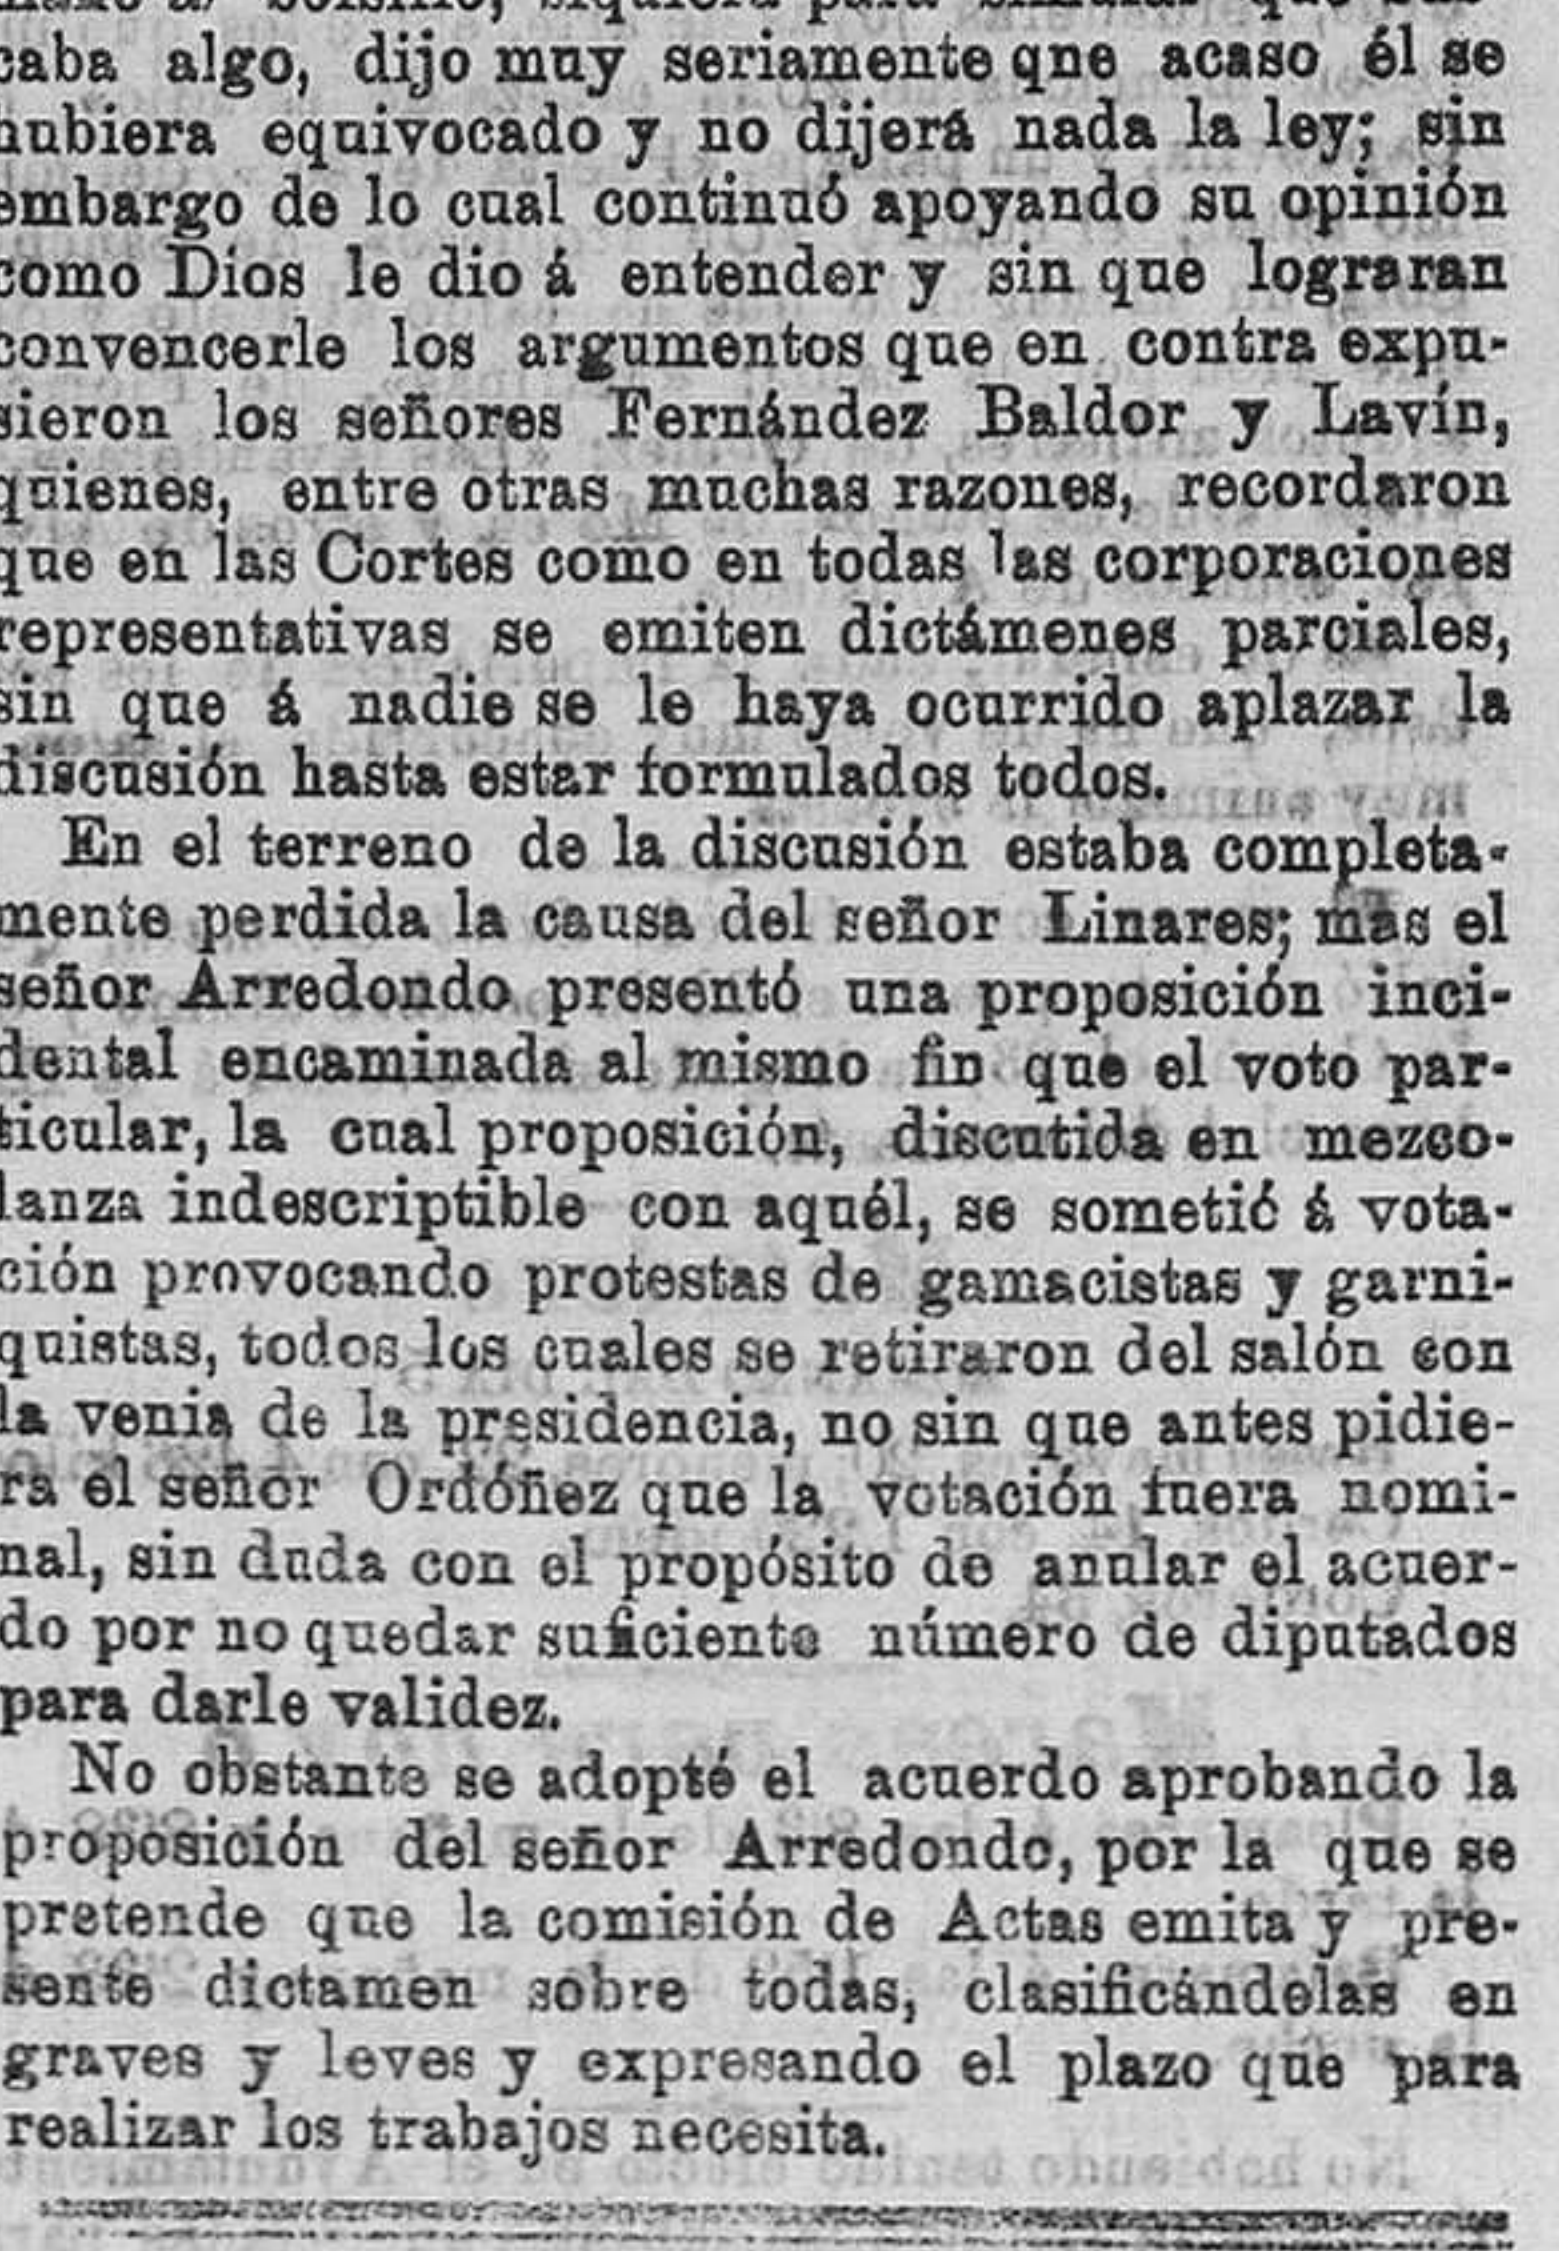 bolsillo, siquiera para simular que bus-
caba algo, dijo muy seriamente qne acaso él se
hubiera equivocado y no dijerá nada la ley; sin
embargo de lo cual continuó apoyando su opinión
como Díos le dio á entender y sin que lograran
convencerle los argumentos que en contra expu-
sieron los señores Fernández Baldor y Lavín,
quienes, entre otras muchas razones, recordaron
que en las Cortes como en todas las corporaciones
representativas se emiten dictámenes parciales,
sin que á nadie se le haya ocurrido aplazar la
discusión hasta estar formulados todos.
En el terreno de la discusión estaba completa-
mente perdida la causa del señor Linares; mas el
señor Arredondo presentó una proposición inci-
dental encaminada al mismo fin que el voto par-
ticular, la cual proposición, discutida en mezco-
lanza indescriptible con aquél, se sometió á vota-
ción provocando protestas de gamacistas y garni-
quistas, todos los cuales se retiraron del salón con
la venia de la presidencia, no sin que antes pidie-
ra el señor Ordóñez que la votación fuera nomi-
nal, sin duda con el propósito de anular el acuer-
do por no quedar suficiente número de diputados
para darle validez.
No obstante se adopté el acuerdo aprobando la
proposición del señor Arredondo, por la que se
pretende que la comisión de Actas emita y pre-
sente dictamen sobre todas, clasificándelas en
graves y leves y expresando el plazo que para
realizar los trabajos necesita.